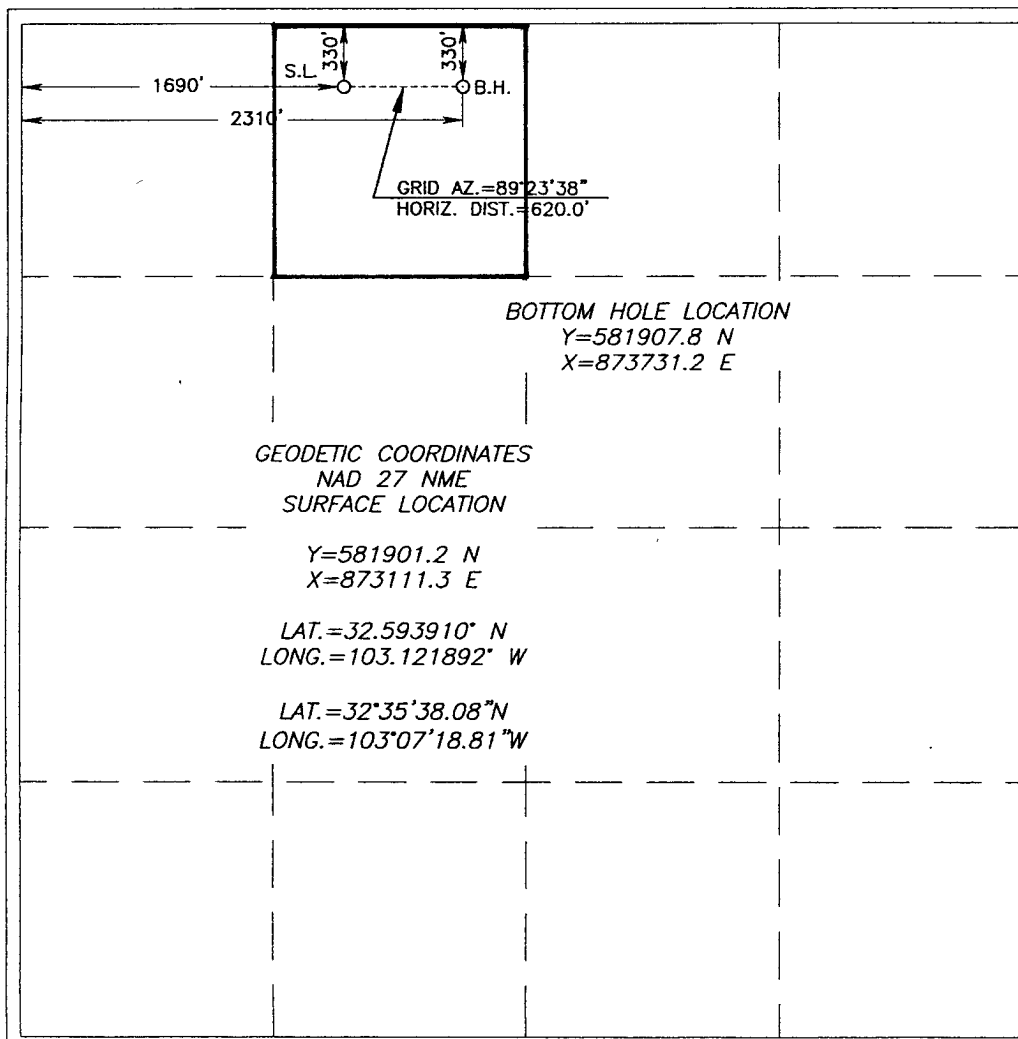 330'
330'
S.L.
B.H.
1690'
2310'
GRID AZ.=89°23'38"
HORIZ. DIST.=620.0'
BOTTOM HOLE LOCATION
Y=581907.8 N
X=873731.2 E
GEODETIC COORDINATES
NAD 27 NME
SURFACE LOCATION
Y=581901.2 N
X=873111.3 E
LAT.=32.593910° N
LONG.=103.121892° W
LAT.=32°35'38.08"N
LONG.=103°07'18.81"W